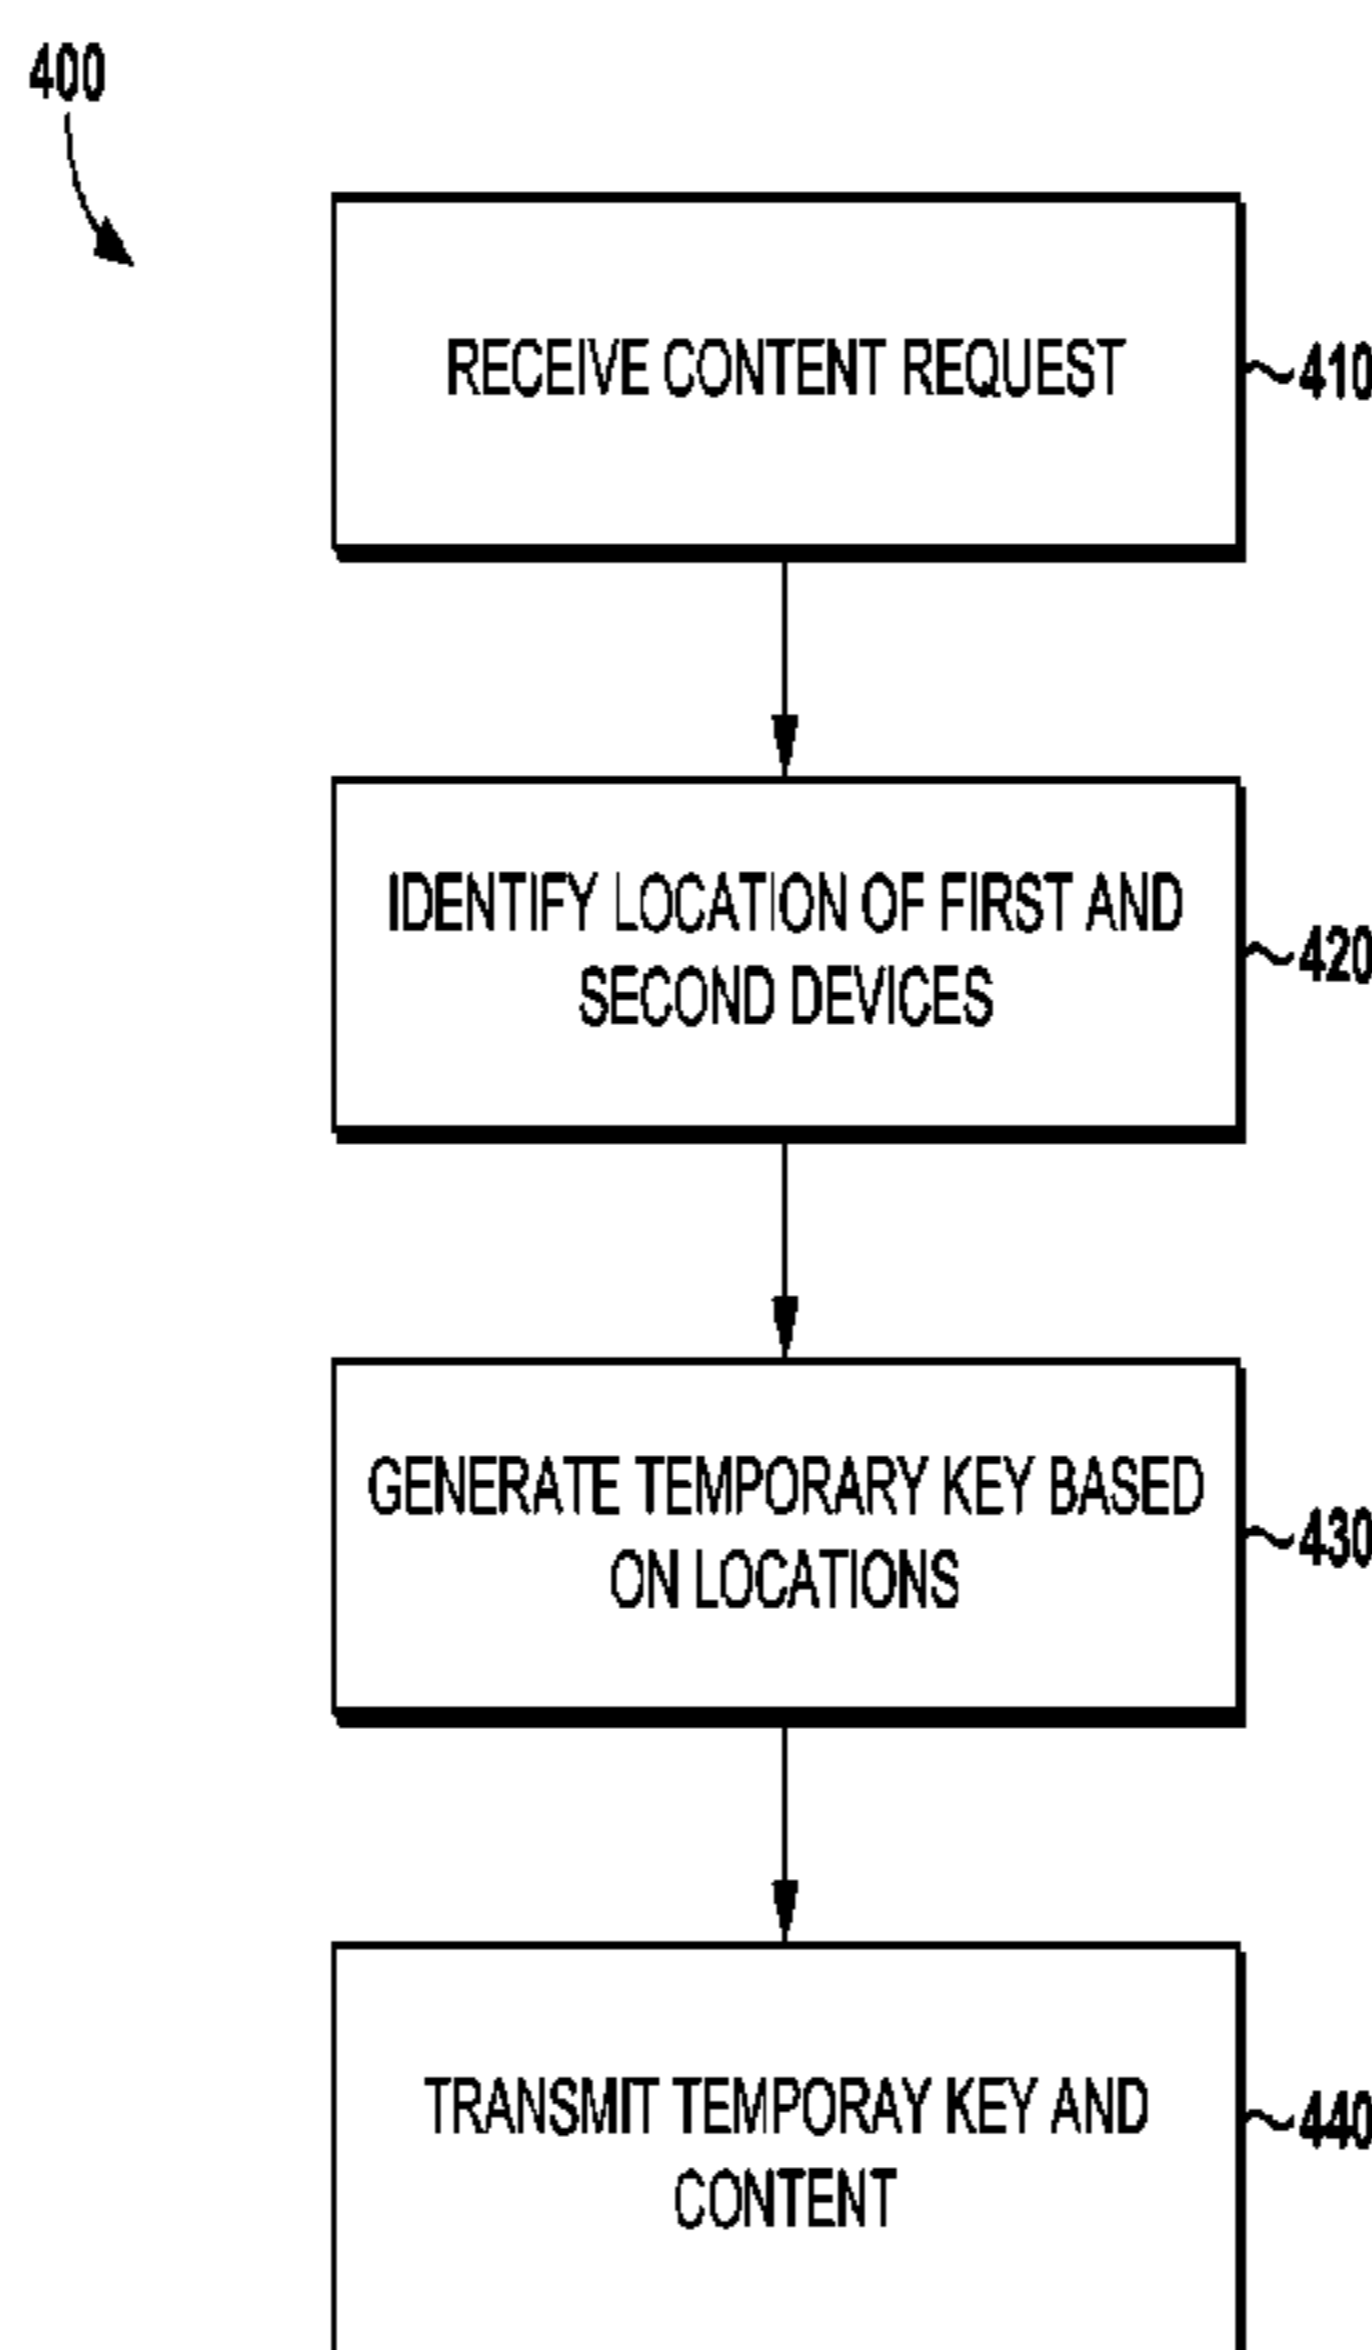 400
RECEIVE CONTENT REQUEST
410
IDENTIFY LOCATION OF FIRST AND
SECOND DEVICES
420
GENERATE TEMPORARY KEY BASED
ON LOCATIONS
430
TRANSMIT TEMPORAY KEY AND
CONTENT
440